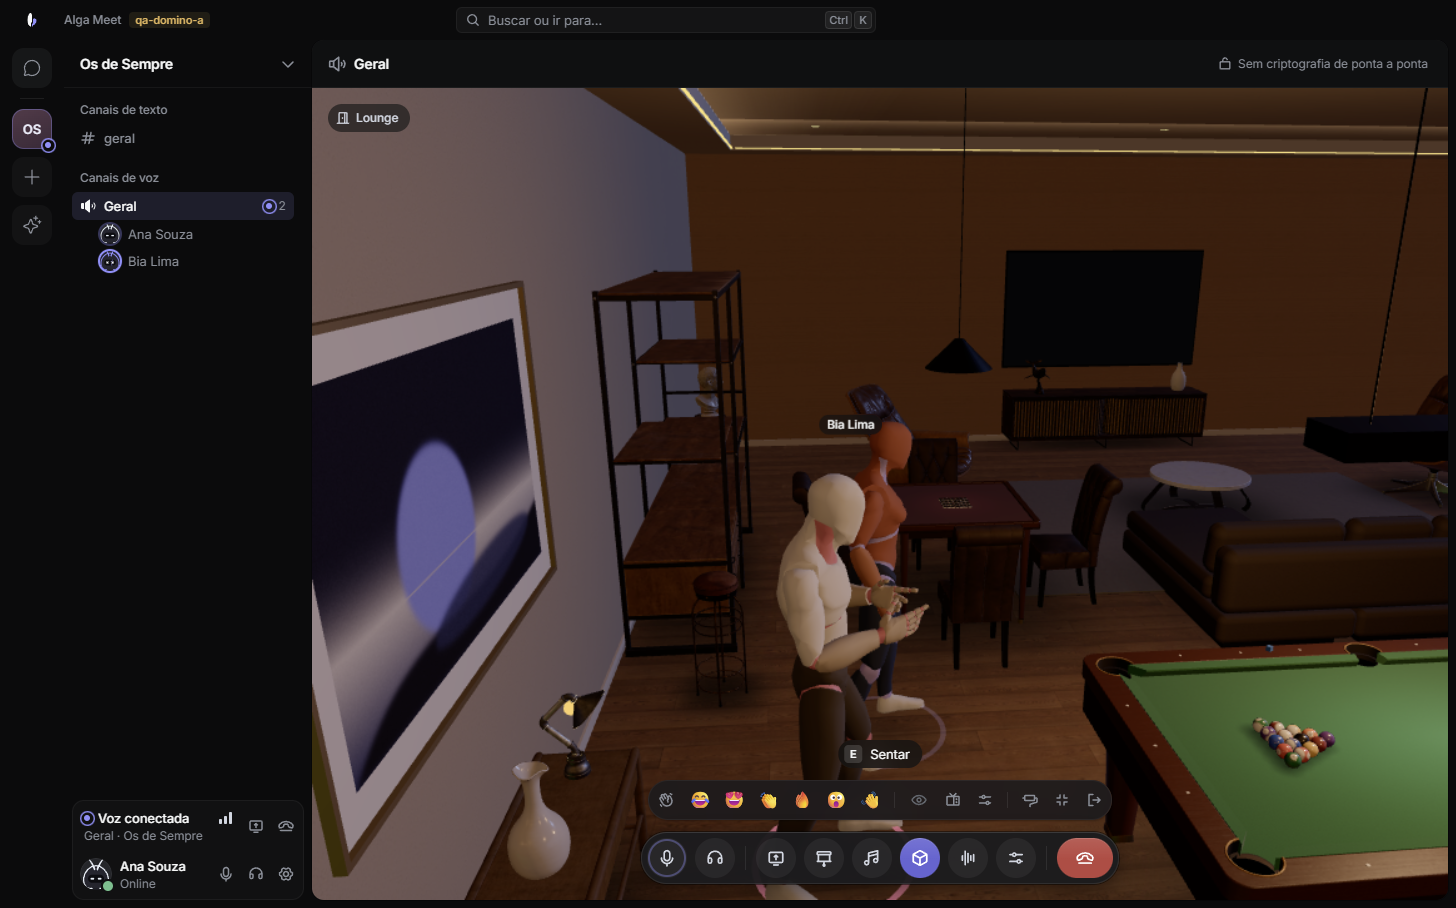 Alga Meet
qa-domino-a
Buscar ou ir para...
Ctrl
K
Os de Sempre
Geral
Sem criptografia de ponta a ponta
OS
Canais de texto
# geral
Canais de voz
Geral
2
Ana Souza
Bia Lima
Lounge
Bia Lima
E
Sentar
Voz conectada
Geral · Os de Sempre
Ana Souza
Online